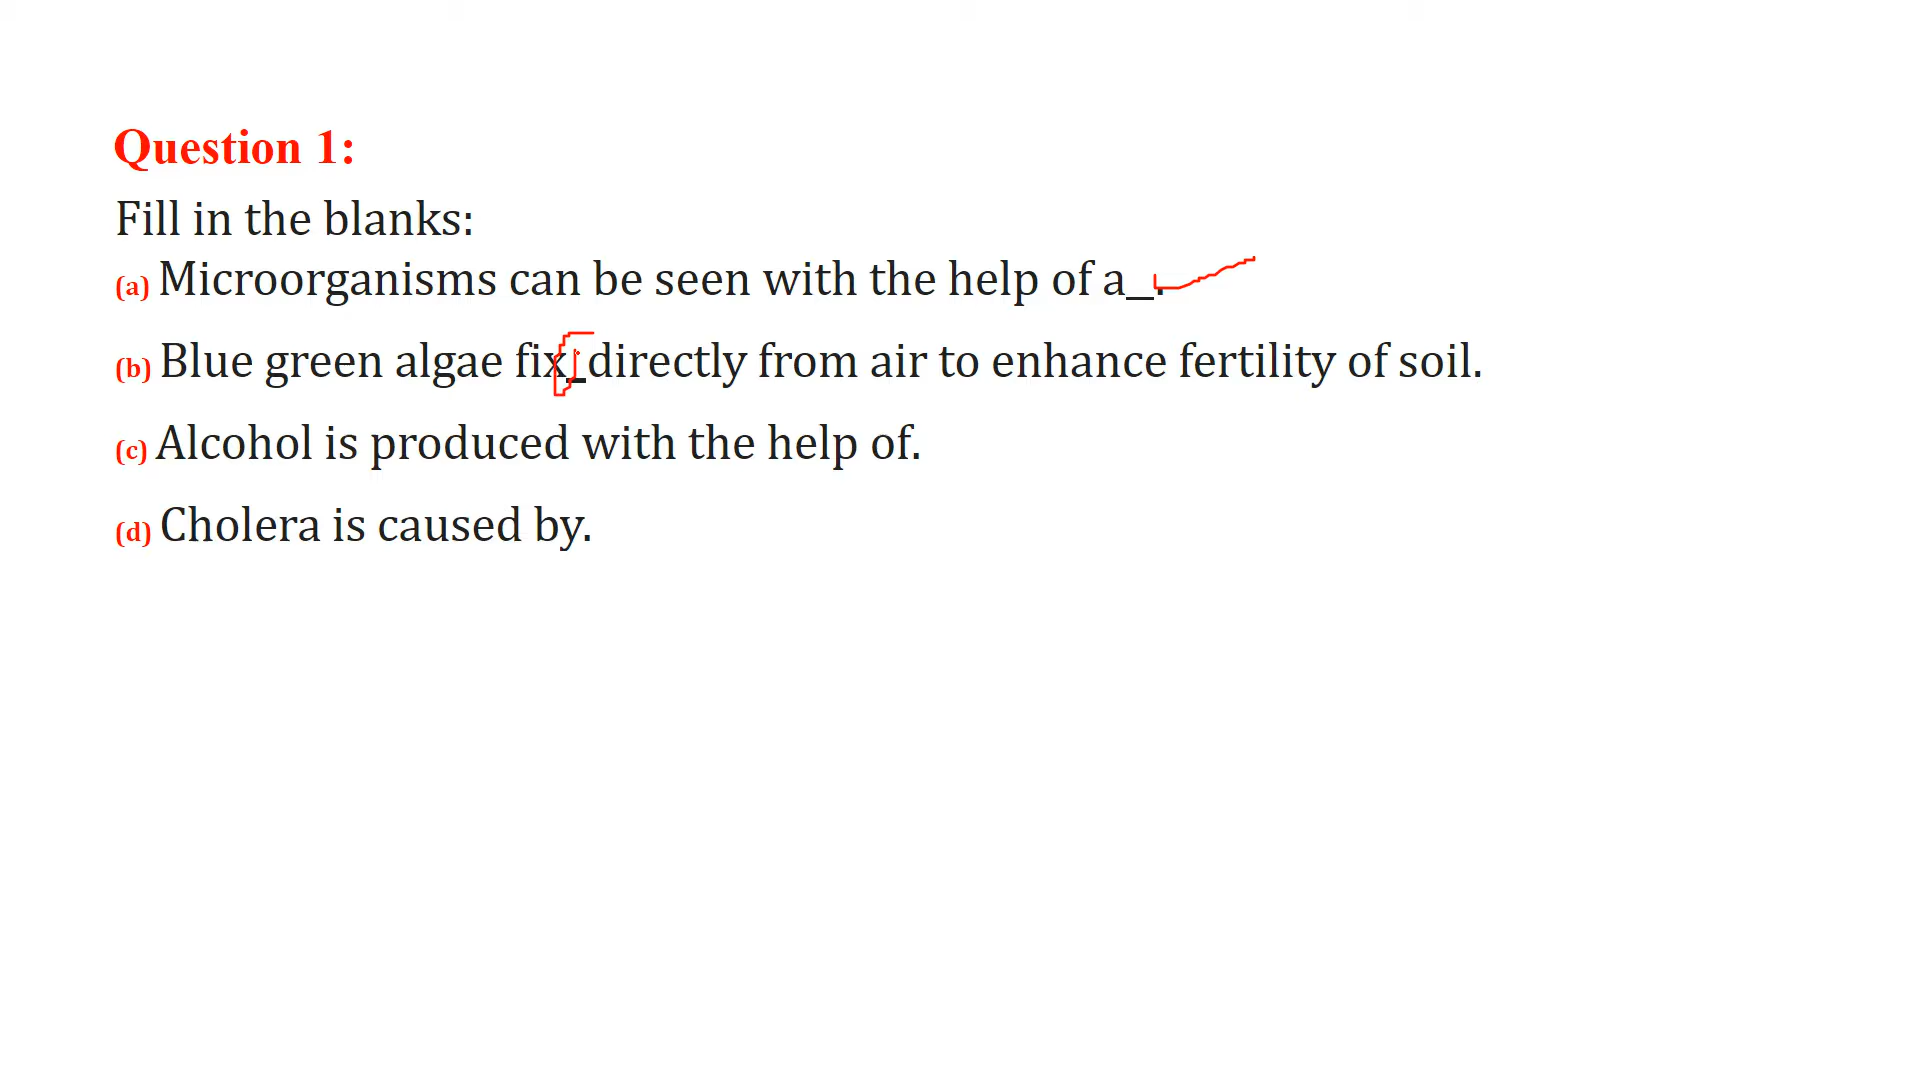 Question 1:
Fill in the blanks:
(a) Microorganisms can be seen with the help of a_.
(b) Blue green algae fix_directly from air to enhance fertility of soil.
(c) Alcohol is produced with the help of.
(d) Cholera is caused by.